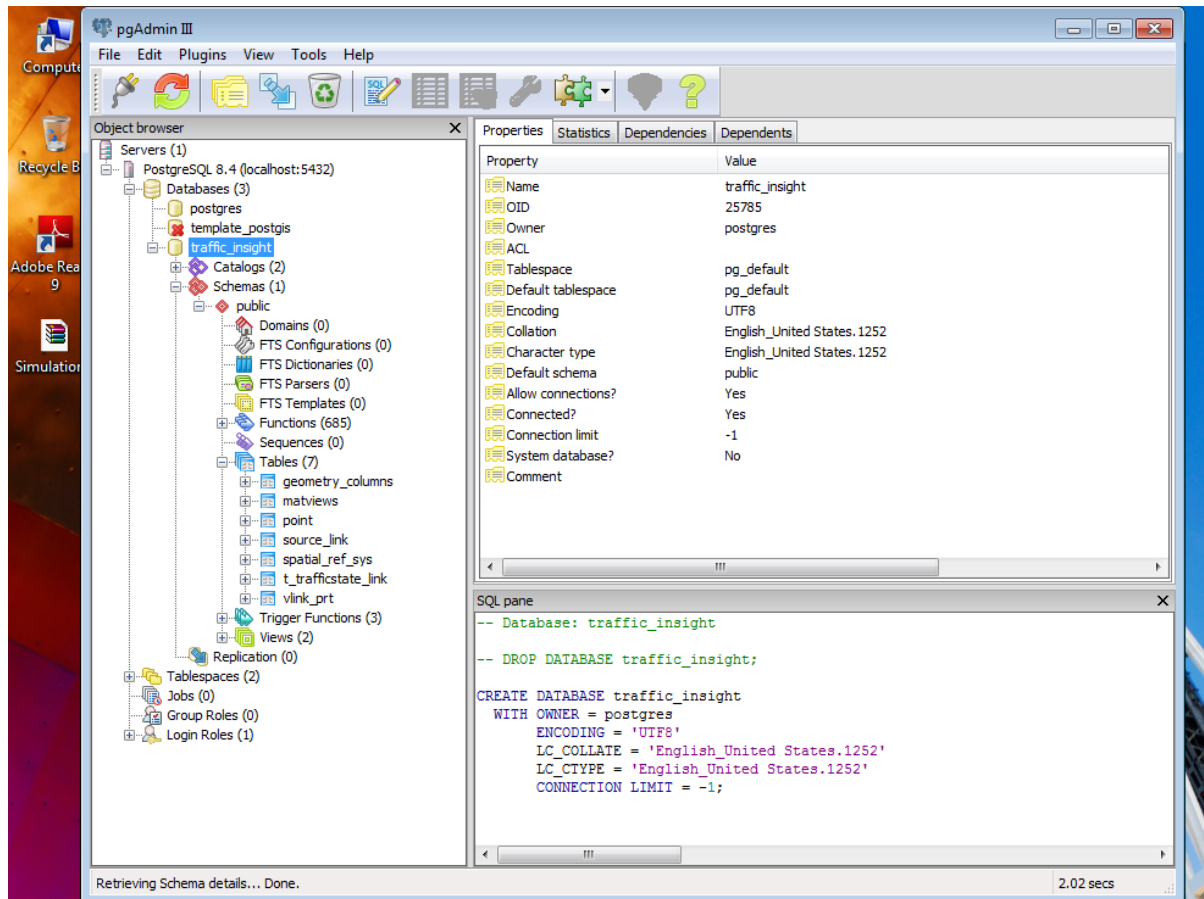 Compute
Recycle B
Adobe Rea
9
Simulation
pgAdmin III
File Edit Plugins View Tools Help
SQL
Object browser
Servers (1)
PostgreSQL 8.4 (localhost:5432)
Databases (3)
postgres
template_postgis
traffic_insight
Catalogs (2)
Schemas (1)
public
Domains (0)
FTS Configurations (0)
FTS Dictionaries (0)
FTS Parsers (0)
FTS Templates (0)
Functions (685)
Sequences (0)
Tables (7)
geometry_columns
matviews
point
source_link
spatial_ref_sys
t_trafficstate_link
vlink_prt
Trigger Functions (3)
Views (2)
Replication (0)
Tablespaces (2)
Jobs (0)
Group Roles (0)
Login Roles (1)
Properties Statistics Dependencies Dependents
Property Value
Name traffic_insight
OID 25785
Owner postgres
ACL
Tablespace pg_default
Default tablespace pg_default
Encoding UTF8
Collation English_United States.1252
Character type English_United States.1252
Default schema public
Allow connections? Yes
Connected? Yes
Connection limit -1
System database? No
Comment
SQL pane
-- Database: traffic_insight
-- DROP DATABASE traffic_insight;
CREATE DATABASE traffic_insight
WITH OWNER = postgres
ENCODING = 'UTF8'
LC_COLLATE = 'English_United States.1252'
LC_CTYPE = 'English_United States.1252'
CONNECTION LIMIT = -1;
Retrieving Schema details... Done. 2.02 secs